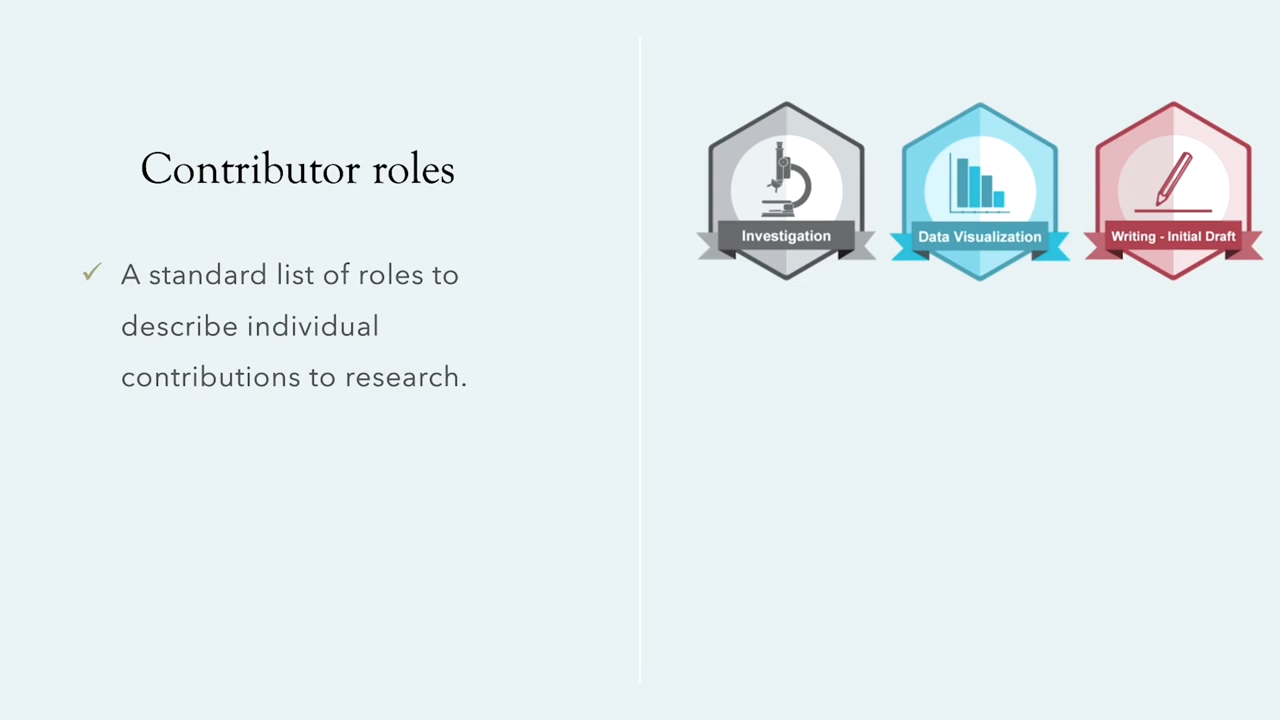 Contributor roles
✓ A standard list of roles to
describe individual
contributions to research.
Investigation
Data Visualization
Writing - Initial Draft